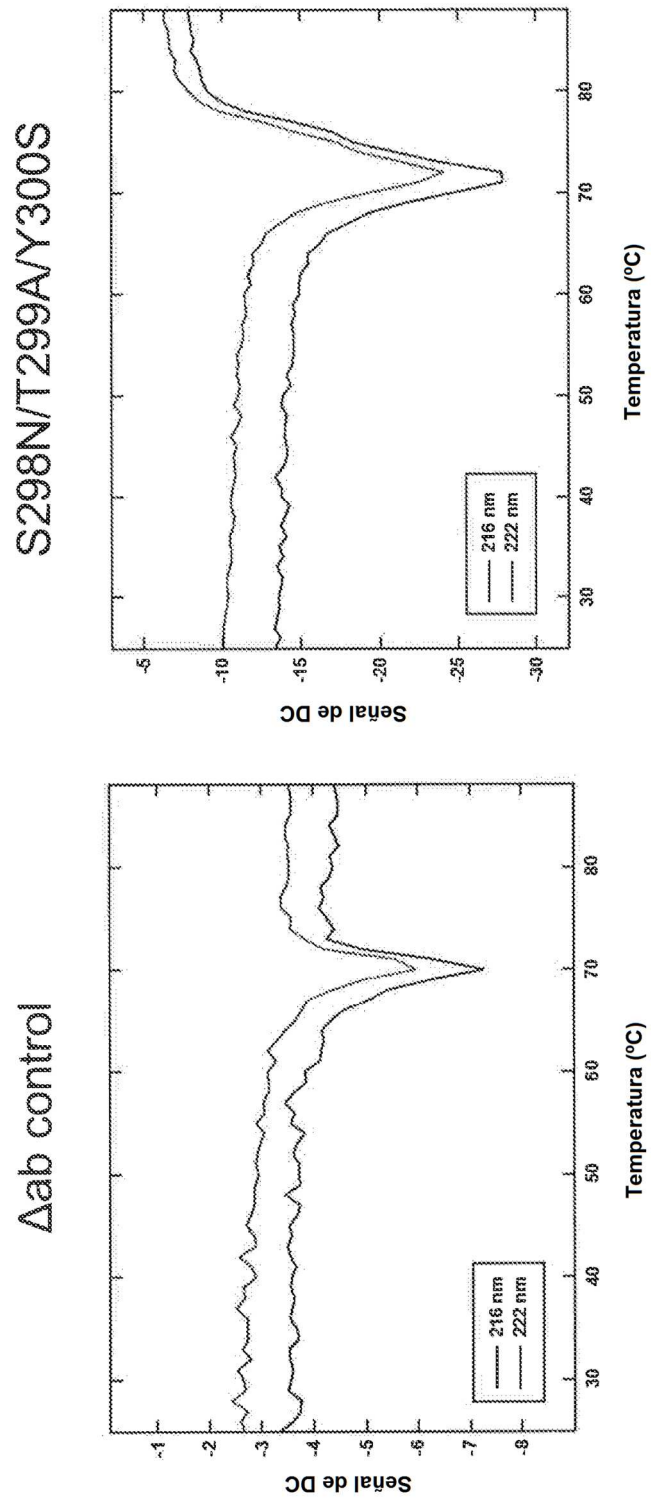 Δab control
Señal de DC
-1
-2
-3
-4
-5
-6
-7
-8
216 nm
222 nm
30
40
50
60
70
80
Temperatura (ºC)
S298N/T299A/Y300S
Señal de DC
-5
-10
-15
-20
-25
-30
216 nm
222 nm
30
40
50
60
70
80
Temperatura (ºC)